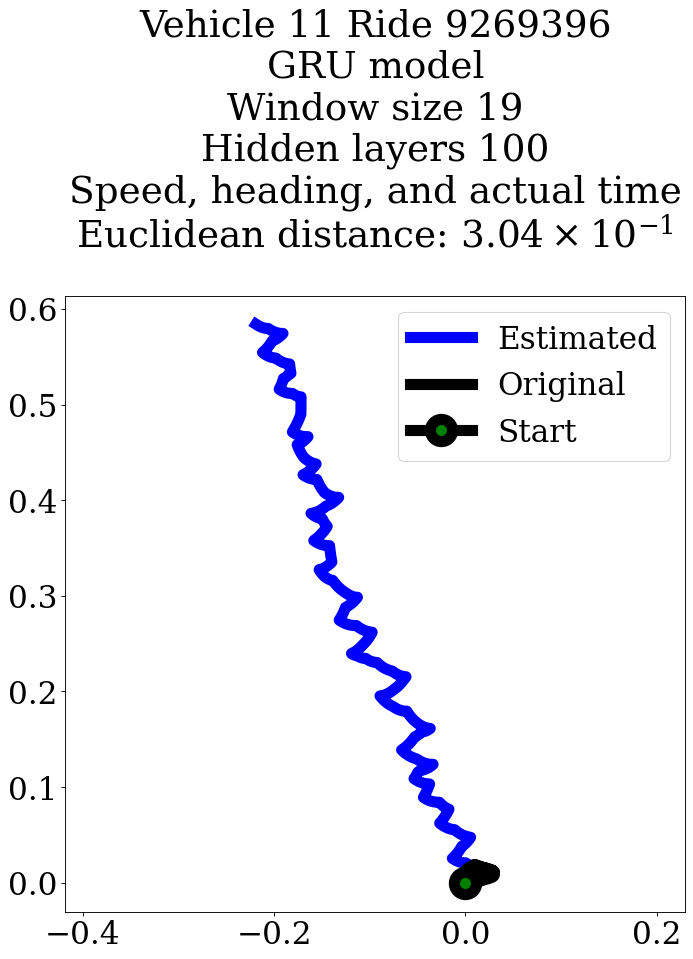 Vehicle 11 Ride 9269396
GRU model
Window size 19
Hidden layers 100
Speed, heading, and actual time
Euclidean distance: 3.04 × 10⁻¹
Estimated
Original
Start
0.6
0.5
0.4
0.3
0.2
0.1
0.0
−0.4 −0.2 0.0 0.2